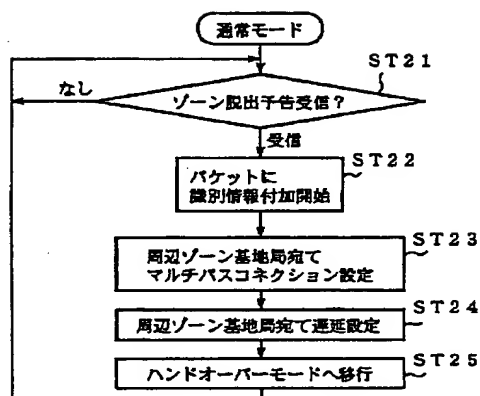 通常モード
ST21
なし
ゾーン脱出予告受信?
受信
ST22
パケットに
識別情報付加開始
ST23
周辺ゾーン基地局宛て
マルチパスコネクション設定
ST24
周辺ゾーン基地局宛て遅延設定
ST25
ハンドオーバーモードへ移行